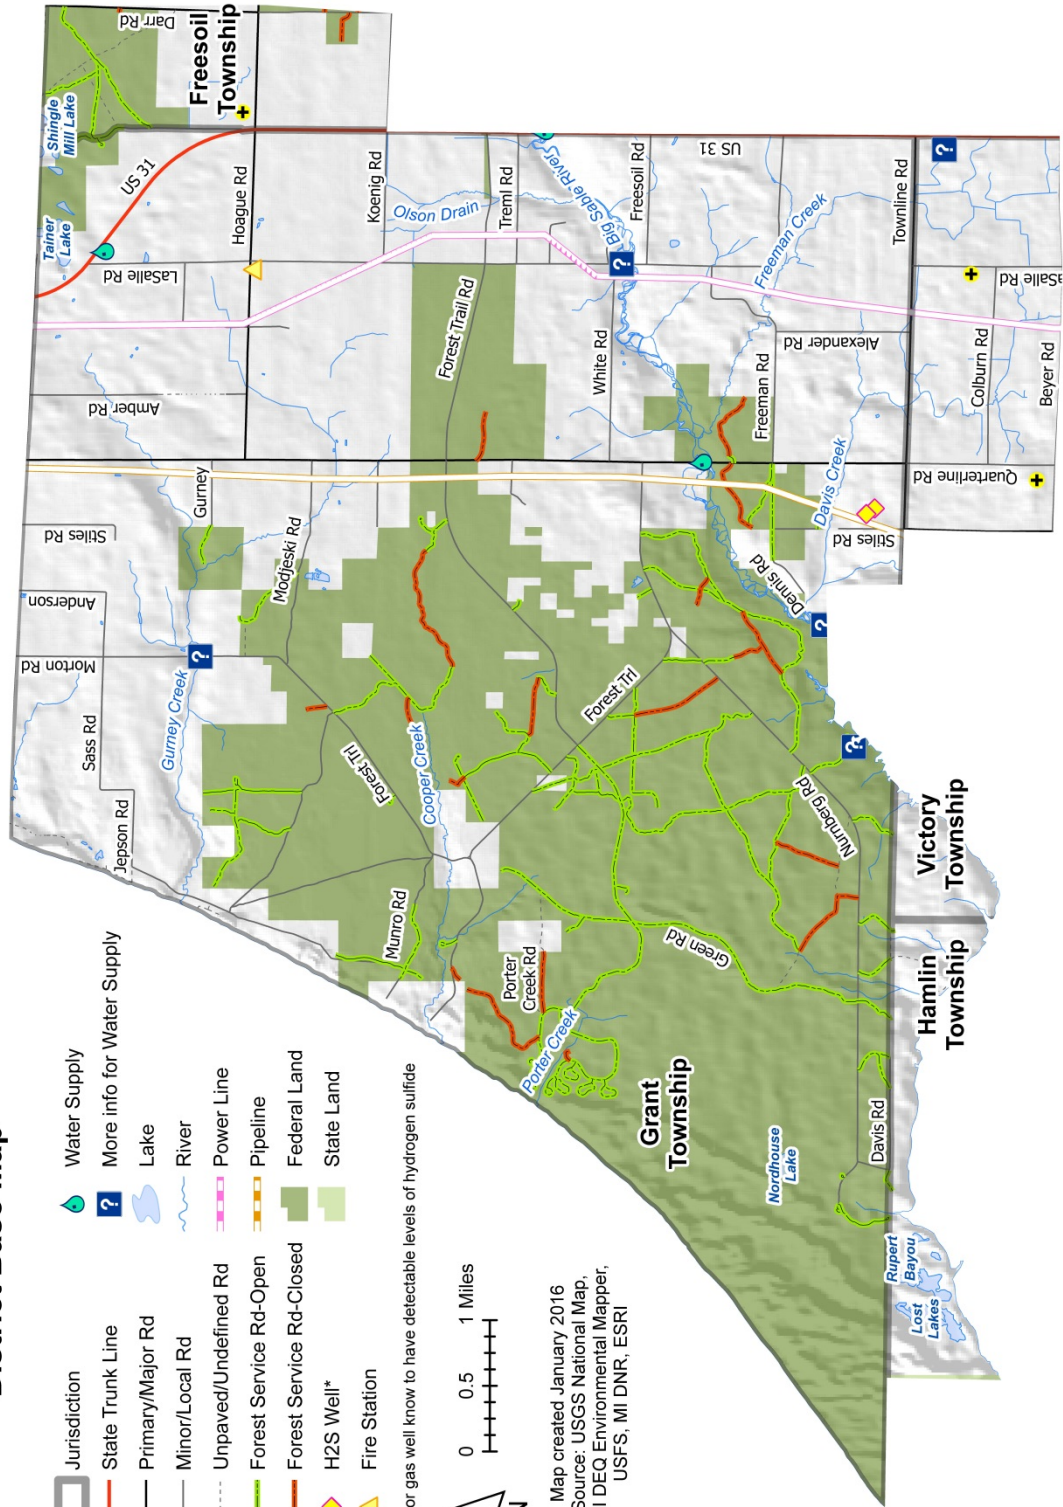 Jurisdiction
State Trunk Line
Primary/Major Rd
Minor/Local Rd
Unpaved/Undefined Rd
Forest Service Rd-Open
Forest Service Rd-Closed
H2S Well*
Fire Station
Water Supply
More info for Water Supply
Lake
River
Power Line
Pipeline
Federal Land
State Land
or gas well know to have detectable levels of hydrogen sulfide
0 0.5 1 Miles
Map created January 2016
Source: USGS National Map,
I DEQ Environmental Mapper,
USFS, MI DNR, ESRI
Freesoil
Township
Grant
Township
Hamlin
Township
Victory
Township
Shingle
Mill Lake
Tainer
Lake
US 31
Darr Rd
Hoague Rd
LaSalle Rd
Koenig Rd
Olson Drain
Treml Rd
Big Sable River
Freesoil Rd
US 31
Freeman Creek
Townline Rd
aSalle Rd
Amber Rd
Forest Trail Rd
White Rd
Freeman Rd
Alexander Rd
Colburn Rd
Beyer Rd
Quarterline Rd
Davis Creek
Stiles Rd
Dennis Rd
Gurney
Stiles Rd
Modjeski Rd
Anderson
Morton Rd
Gurney Creek
Sass Rd
Jepson Rd
Forest Trl
Cooper Creek
Forest Trl
Munro Rd
Nurnberg Rd
Green Rd
Porter
Creek Rd
Porter Creek
Davis Rd
Nordhouse
Lake
Rupert
Bayou
Lost
Lakes
?
?
?
?
?
?